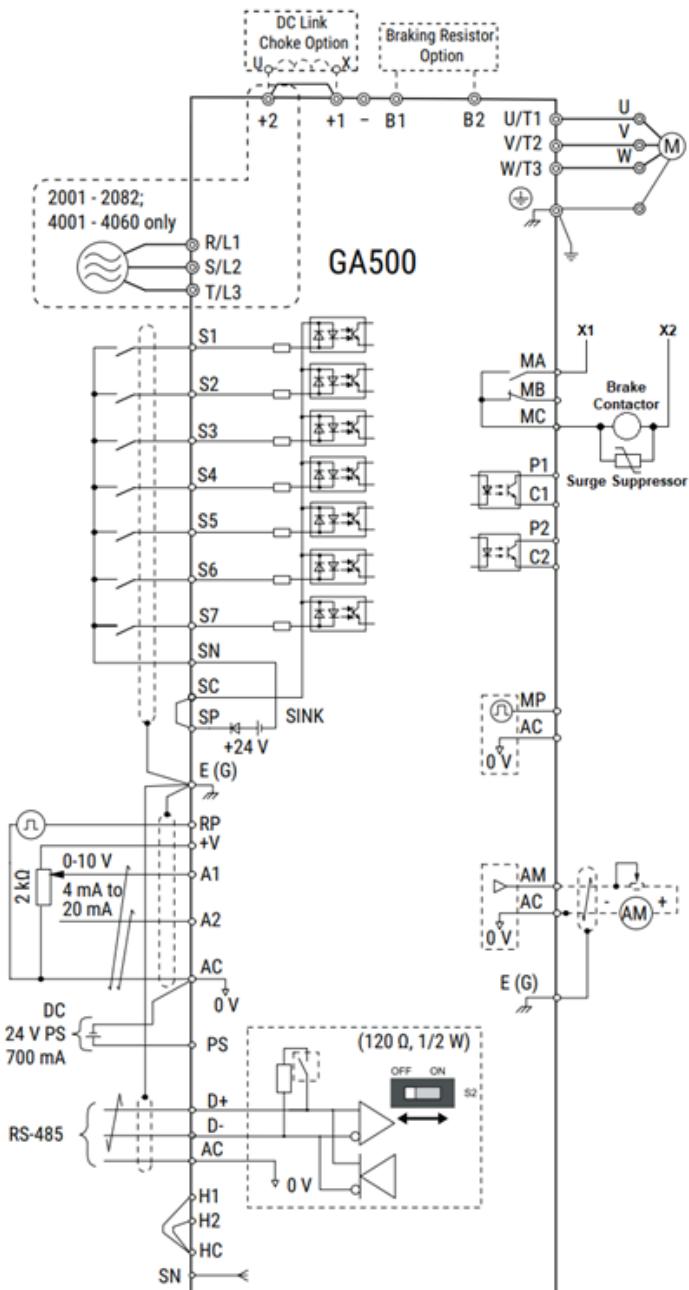 DC Link
Choke Option
U X
Braking Resistor
Option
+2 +1 – B1 B2
U/T1 U
V/T2 V
W/T3 W
M
2001 - 2082;
4001 - 4060 only
R/L1
S/L2
T/L3
GA500
S1
S2
S3
S4
S5
S6
S7
SN
SC
SP
+24 V
SINK
E (G)
X1 X2
MA
MB
MC
Brake
Contactor
Surge Suppressor
P1
C1
P2
C2
MP
AC
0 V
RP
+V
0-10 V
A1
2 kΩ
4 mA to
20 mA
A2
AC
0 V
AM
AC
0 V
- AM +
E (G)
DC
24 V PS
700 mA
PS
(120 Ω, 1/2 W)
OFF ON
S2
RS-485
D+
D-
AC
0 V
H1
H2
HC
SN